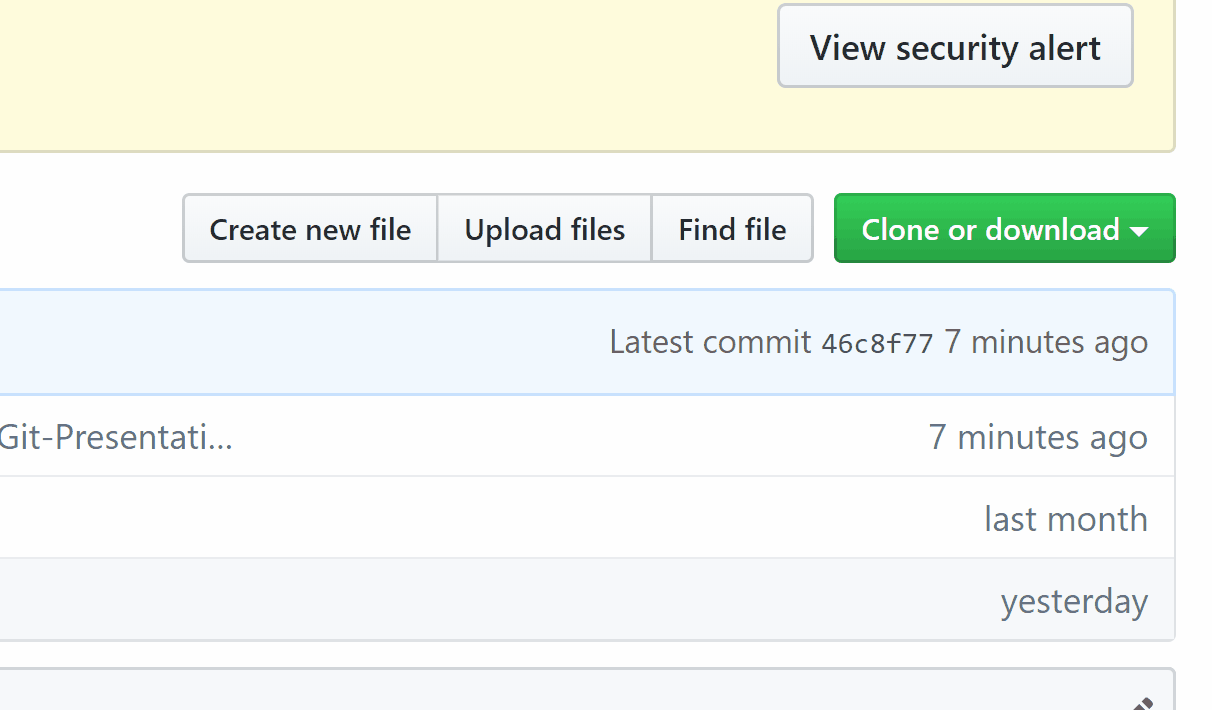 View security alert
Create new file Upload files Find file Clone or download
Latest commit 46c8f77 7 minutes ago
Git-Presentati... 7 minutes ago
last month
yesterday